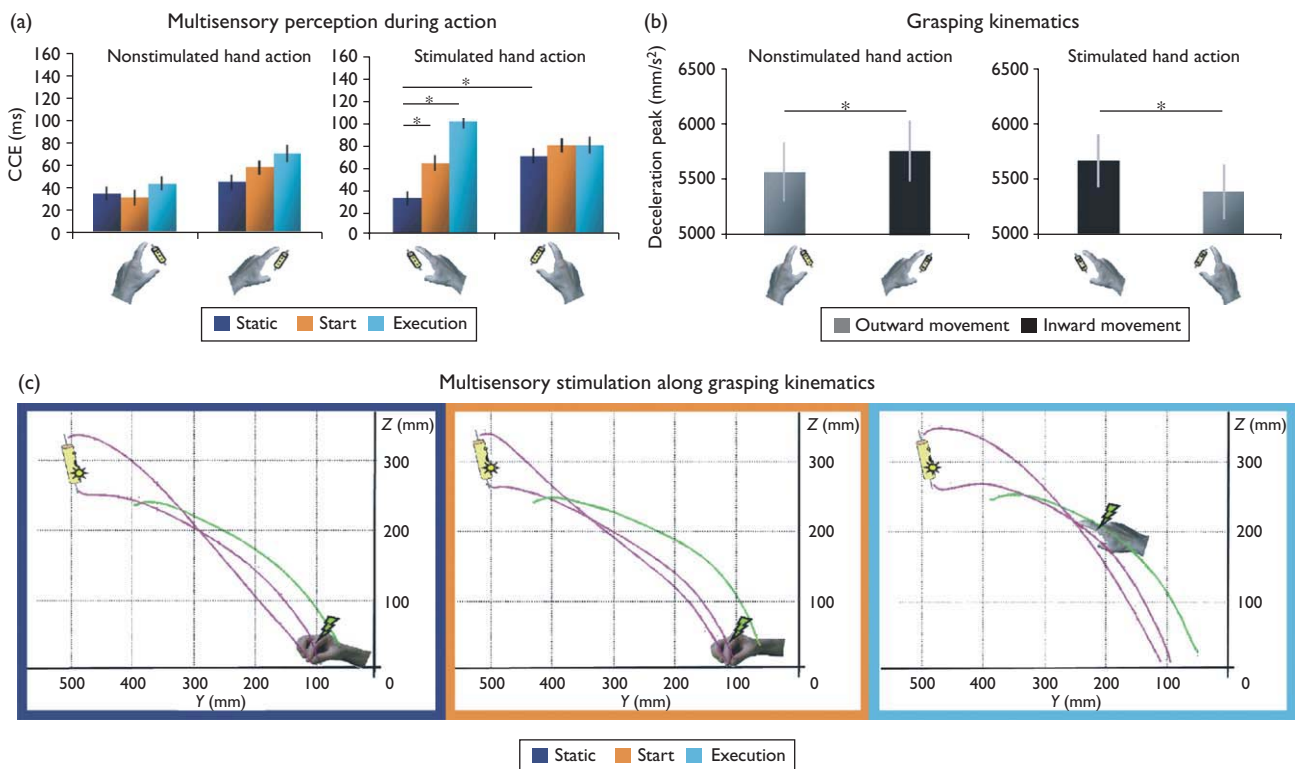 (a)
Multisensory perception during action
Nonstimulated hand action
Stimulated hand action
CCE (ms)
160
140
120
100
80
60
40
20
0
160
140
120
100
80
60
40
20
0
*
*
*
Static
Start
Execution
(b)
Grasping kinematics
Nonstimulated hand action
Stimulated hand action
Deceleration peak (mm/s²)
6500
6000
5500
5000
6500
6000
5500
5000
*
*
Outward movement
Inward movement
(c)
Multisensory stimulation along grasping kinematics
Z (mm)
300
200
100
500 400 300 200 100 0
Y (mm)
Z (mm)
300
200
100
500 400 300 200 100 0
Y (mm)
Z (mm)
300
200
100
500 400 300 200 100 0
Y (mm)
Static
Start
Execution